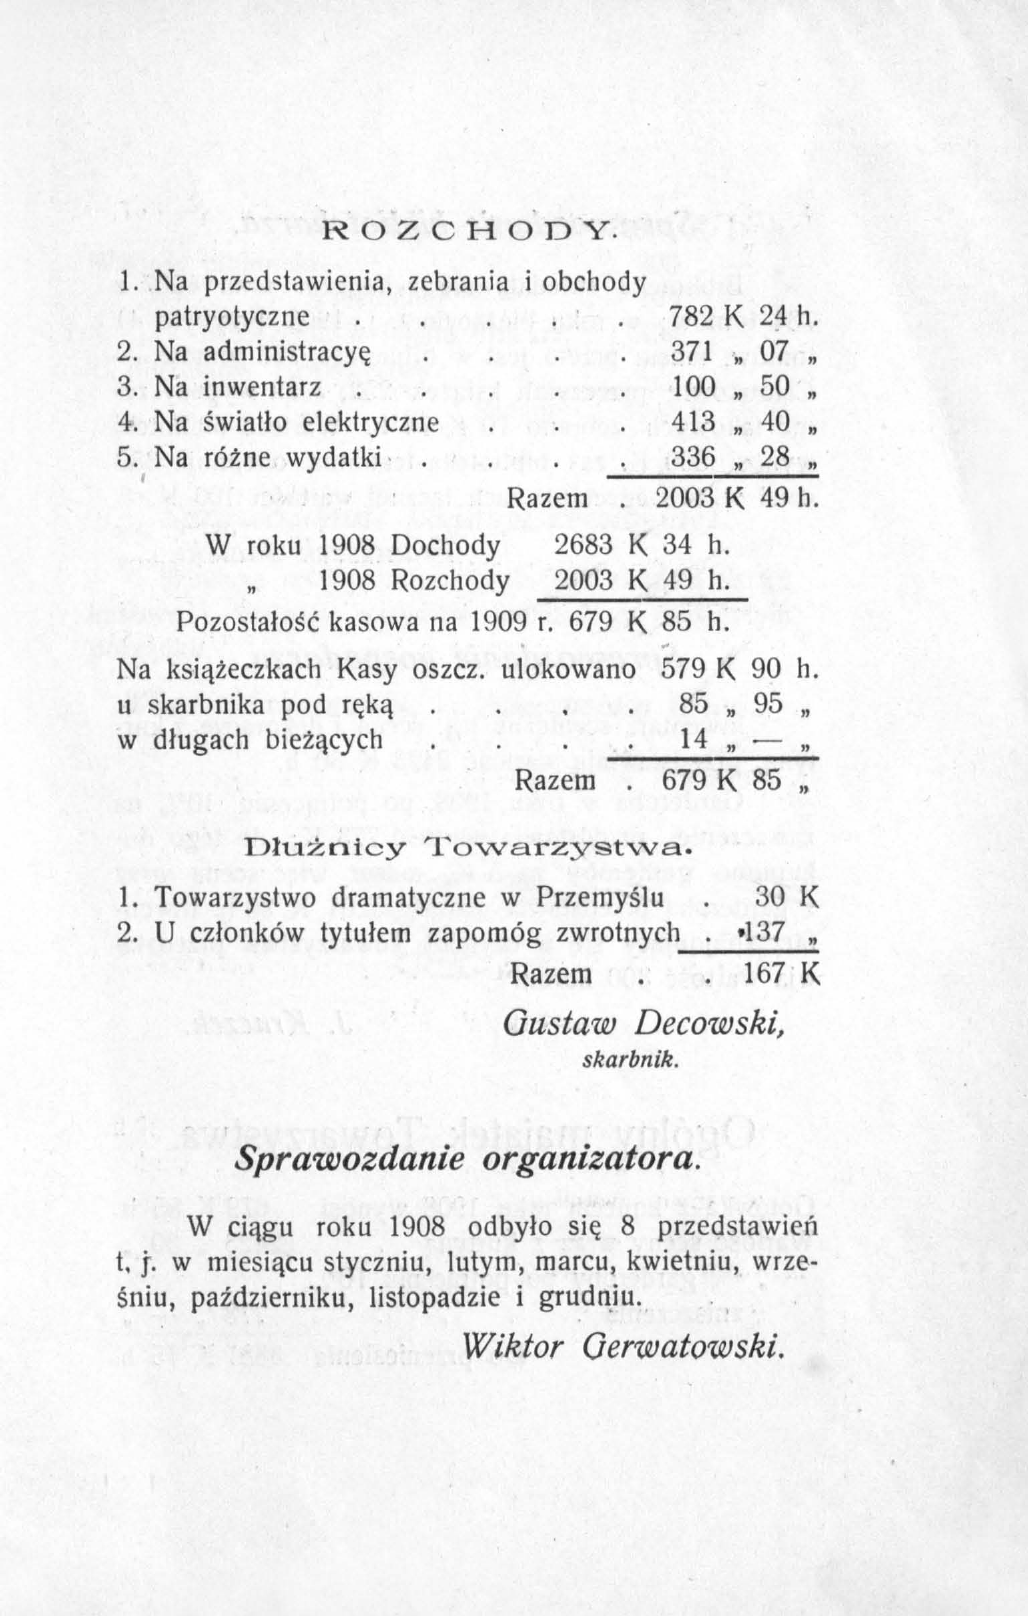 ROZCHODY.
1. Na przedstawienia, zebrania i obchody
patryotyczne . . . . . 782 K 24 h.
2. Na administracyę . . . . 371 „ 07 „
3. Na inwentarz . . . . . 100 „ 50 „
4. Na światło elektryczne . . . 413 „ 40 „
5. Na różne wydatki . . . . 336 „ 28 „
Razem . 2003 K 49 h.
W roku 1908 Dochody 2683 K 34 h.
„ 1908 Rozchody 2003 K 49 h.
Pozostałość kasowa na 1909 r. 679 K 85 h.
Na książeczkach Kasy oszcz. ulokowano 579 K 90 h.
u skarbnika pod ręką . . . . 85 „ 95 „
w długach bieżących . . . . 14 „ — „
Razem . 679 K 85 „
Dłużnicy Towarzystwa.
1. Towarzystwo dramatyczne w Przemyślu . 30 K
2. U członków tytułem zapomóg zwrotnych . 137 „
Razem . . 167 K
Gustaw Decowski,
skarbnik.
Sprawozdanie organizatora.
W ciągu roku 1908 odbyło się 8 przedstawień
t. j. w miesiącu styczniu, lutym, marcu, kwietniu, wrze-
śniu, październiku, listopadzie i grudniu.
Wiktor Gerwatowski.